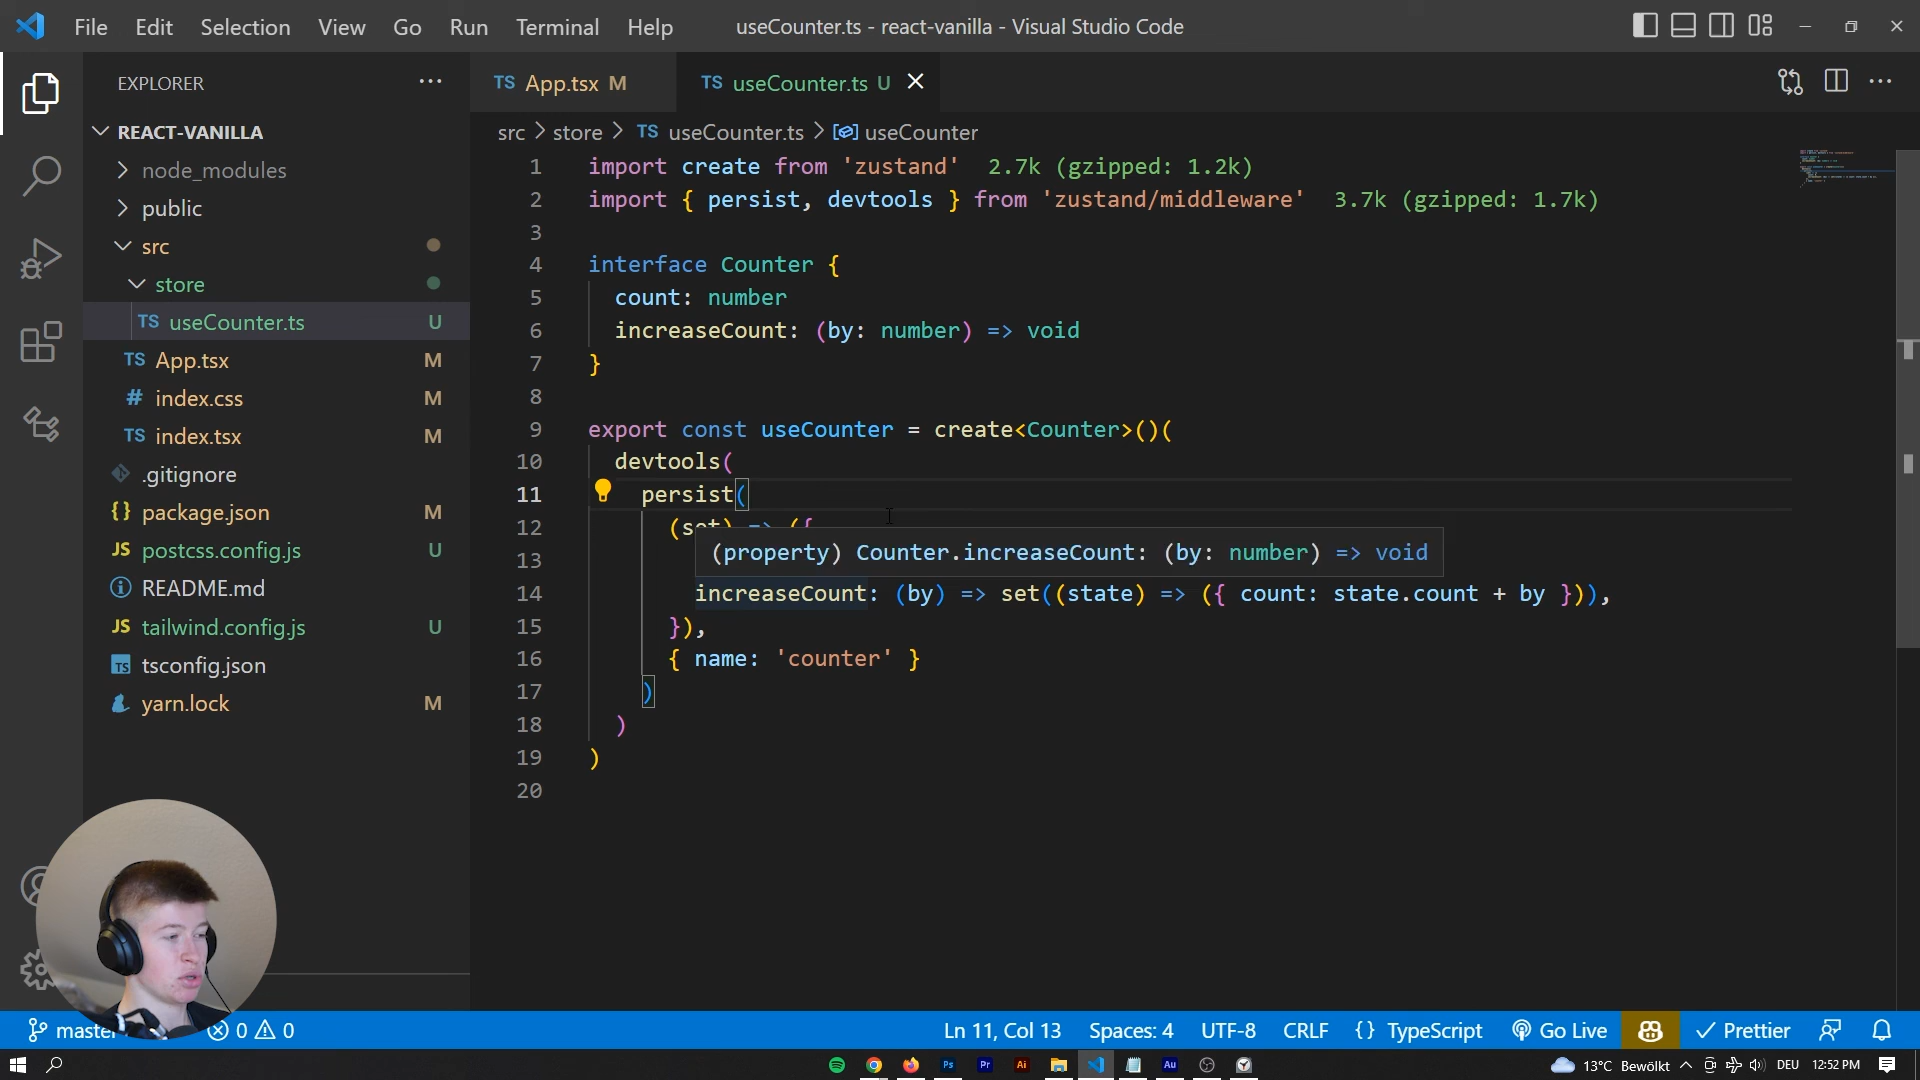 File Edit Selection View Go Run Terminal Help
useCounter.ts - react-vanilla - Visual Studio Code
EXPLORER
REACT-VANILLA
node_modules
public
src
store
TS useCounter.ts U
TS App.tsx M
# index.css M
TS index.tsx M
.gitignore
{} package.json M
JS postcss.config.js U
README.md
JS tailwind.config.js U
TS tsconfig.json
yarn.lock M
TS App.tsx M
TS useCounter.ts U
src > store > TS useCounter.ts > useCounter
1 import create from 'zustand' 2.7k (gzipped: 1.2k)
2 import { persist, devtools } from 'zustand/middleware' 3.7k (gzipped: 1.7k)
3
4 interface Counter {
5 count: number
6 increaseCount: (by: number) => void
7 }
8
9 export const useCounter = create<Counter>()(
10 devtools(
11 persist(
12 (set) => ({
13 (property) Counter.increaseCount: (by: number) => void
14 increaseCount: (by) => set((state) => ({ count: state.count + by })),
15 }),
16 { name: 'counter' }
17 )
18 )
19 )
20
master 0 0
Ln 11, Col 13 Spaces: 4 UTF-8 CRLF {} TypeScript Go Live Prettier
Ps Pr Ai Au
13°C Bewölkt DEU 12:52 PM